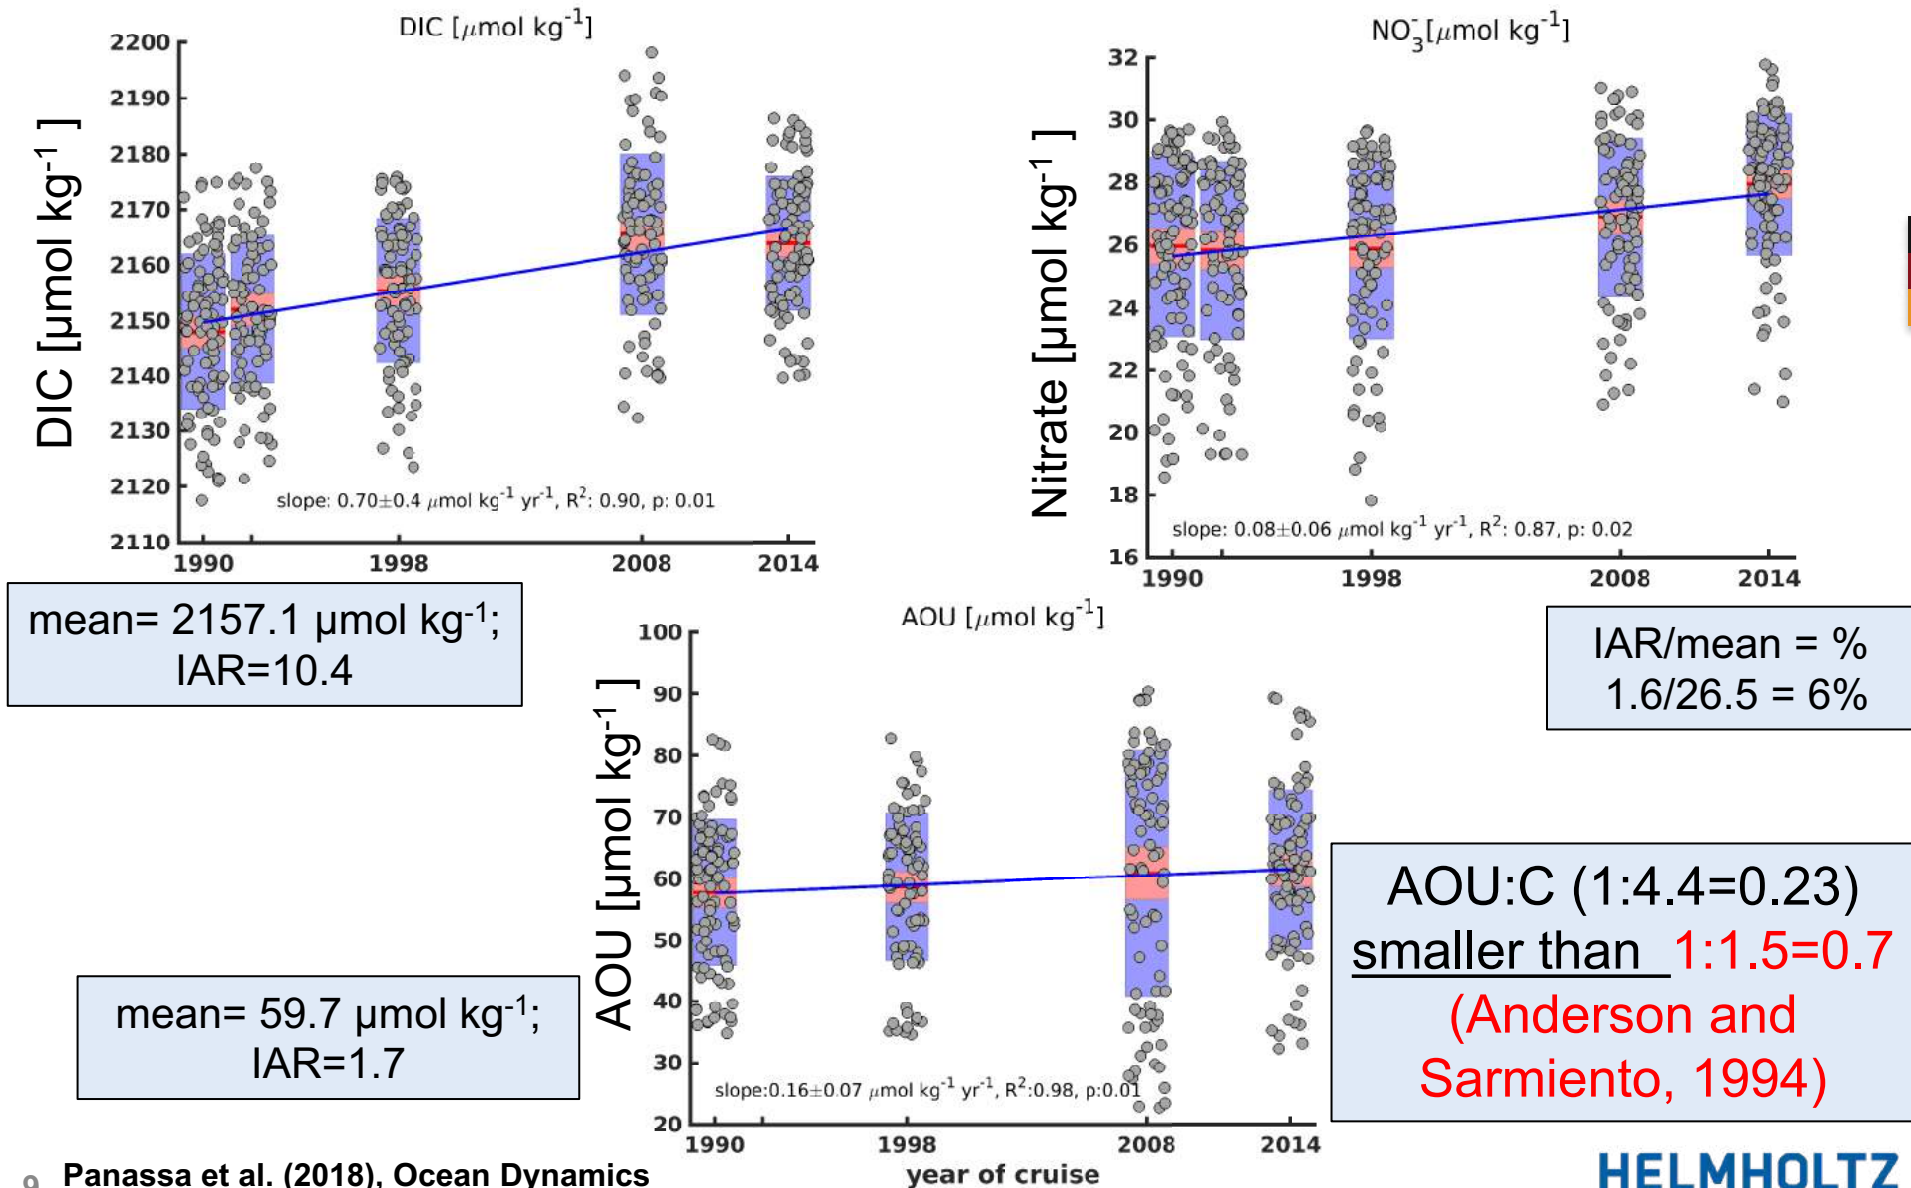 DIC [μmol kg⁻¹]
DIC [µmol kg⁻¹ ]
2200
2190
2180
2170
2160
2150
2140
2130
2120
2110
slope: 0.70±0.4 μmol kg⁻¹ yr⁻¹, R²: 0.90, p: 0.01
1990
1998
2008
2014
NO₃⁻[μmol kg⁻¹]
Nitrate [µmol kg⁻¹ ]
32
30
28
26
24
22
20
18
16
slope: 0.08±0.06 μmol kg⁻¹ yr⁻¹, R²: 0.87, p: 0.02
1990
1998
2008
2014
mean= 2157.1 µmol kg⁻¹;
IAR=10.4
IAR/mean = %
1.6/26.5 = 6%
AOU [μmol kg⁻¹]
AOU [µmol kg⁻¹ ]
100
90
80
70
60
50
40
30
20
slope:0.16±0.07 μmol kg⁻¹ yr⁻¹, R²:0.98, p:0.01
1990
1998
2008
2014
year of cruise
mean= 59.7 µmol kg⁻¹;
IAR=1.7
AOU:C (1:4.4=0.23)
smaller than 1:1.5=0.7
(Anderson and
Sarmiento, 1994)
9 Panassa et al. (2018), Ocean Dynamics
HELMHOLTZ